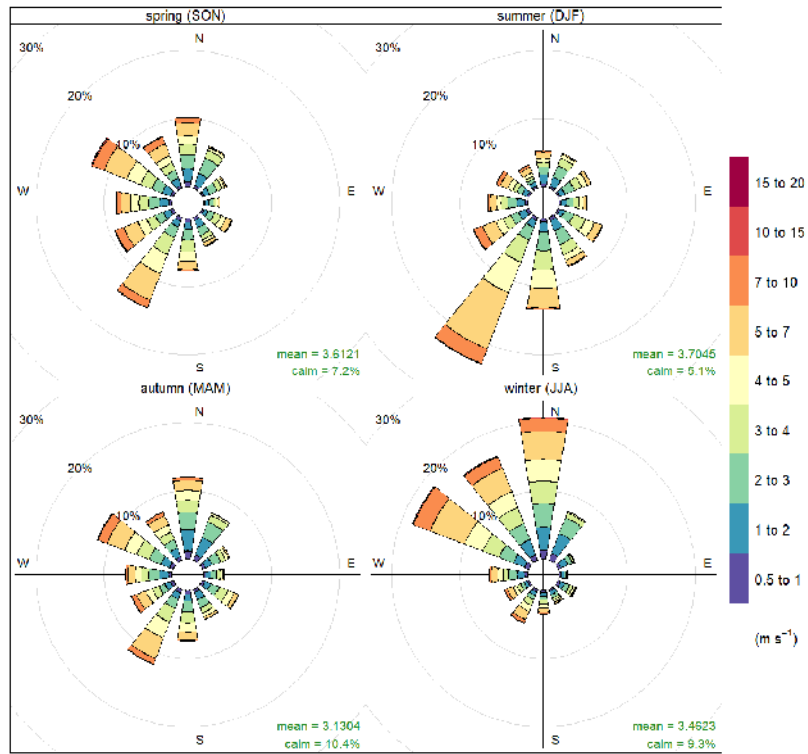 spring (SON)
summer (DJF)
30%
N
30%
N
20%
20%
10%
10%
W
E
W
E
S
S
mean = 3.6121
calm = 7.2%
mean = 3.7045
calm = 5.1%
autumn (MAM)
winter (JJA)
30%
N
30%
N
20%
20%
10%
10%
W
E
W
E
S
S
mean = 3.1304
calm = 10.4%
mean = 3.4623
calm = 9.3%
15 to 20
10 to 15
7 to 10
5 to 7
4 to 5
3 to 4
2 to 3
1 to 2
0.5 to 1
(m s⁻¹)